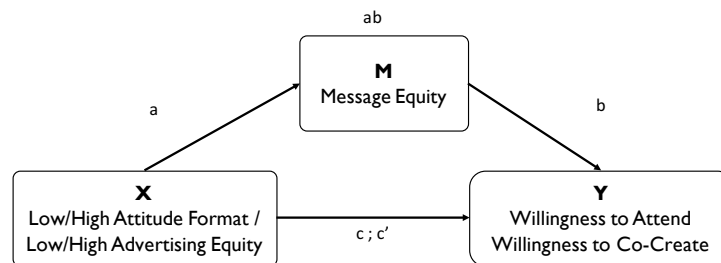 ab
M
Message Equity
a
b
X
Low/High Attitude Format /
Low/High Advertising Equity
c ; c’
Y
Willingness to Attend
Willingness to Co-Create